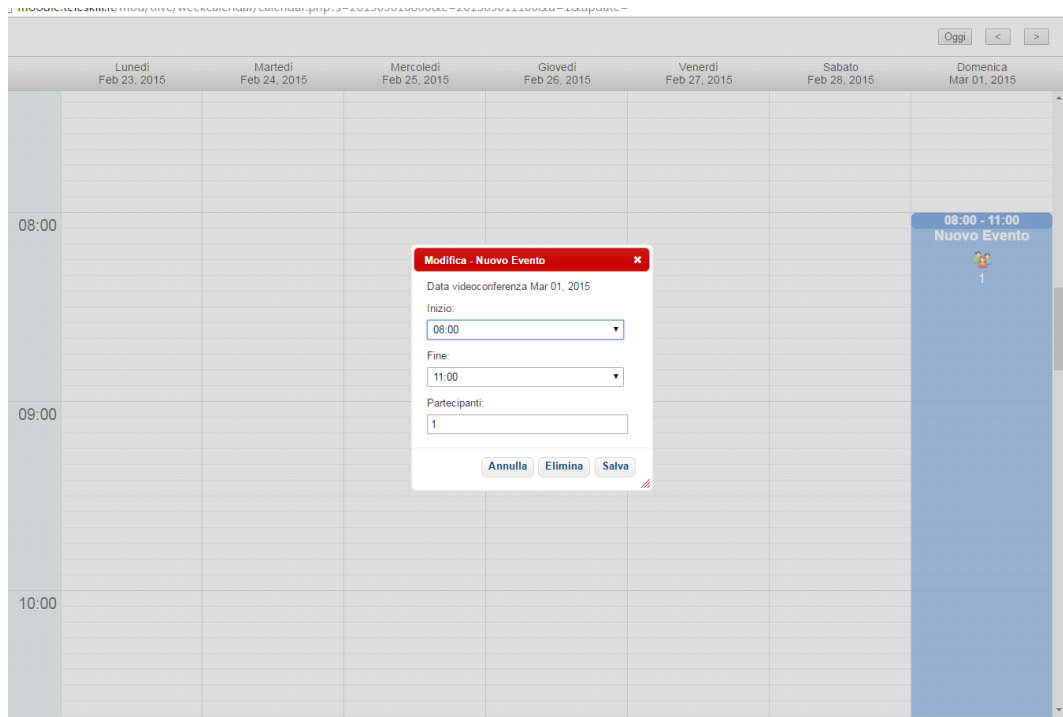 Oggi < >
Lunedì Martedì Mercoledì Giovedì Venerdì Sabato Domenica
Feb 23, 2015 Feb 24, 2015 Feb 25, 2015 Feb 26, 2015 Feb 27, 2015 Feb 28, 2015 Mar 01, 2015
08:00
08:00 - 11:00
Nuovo Evento
1
Modifica - Nuovo Evento
Data videoconferenza Mar 01, 2015
Inizio:
08:00
Fine:
11:00
Partecipanti:
1
Annulla Elimina Salva
09:00
10:00